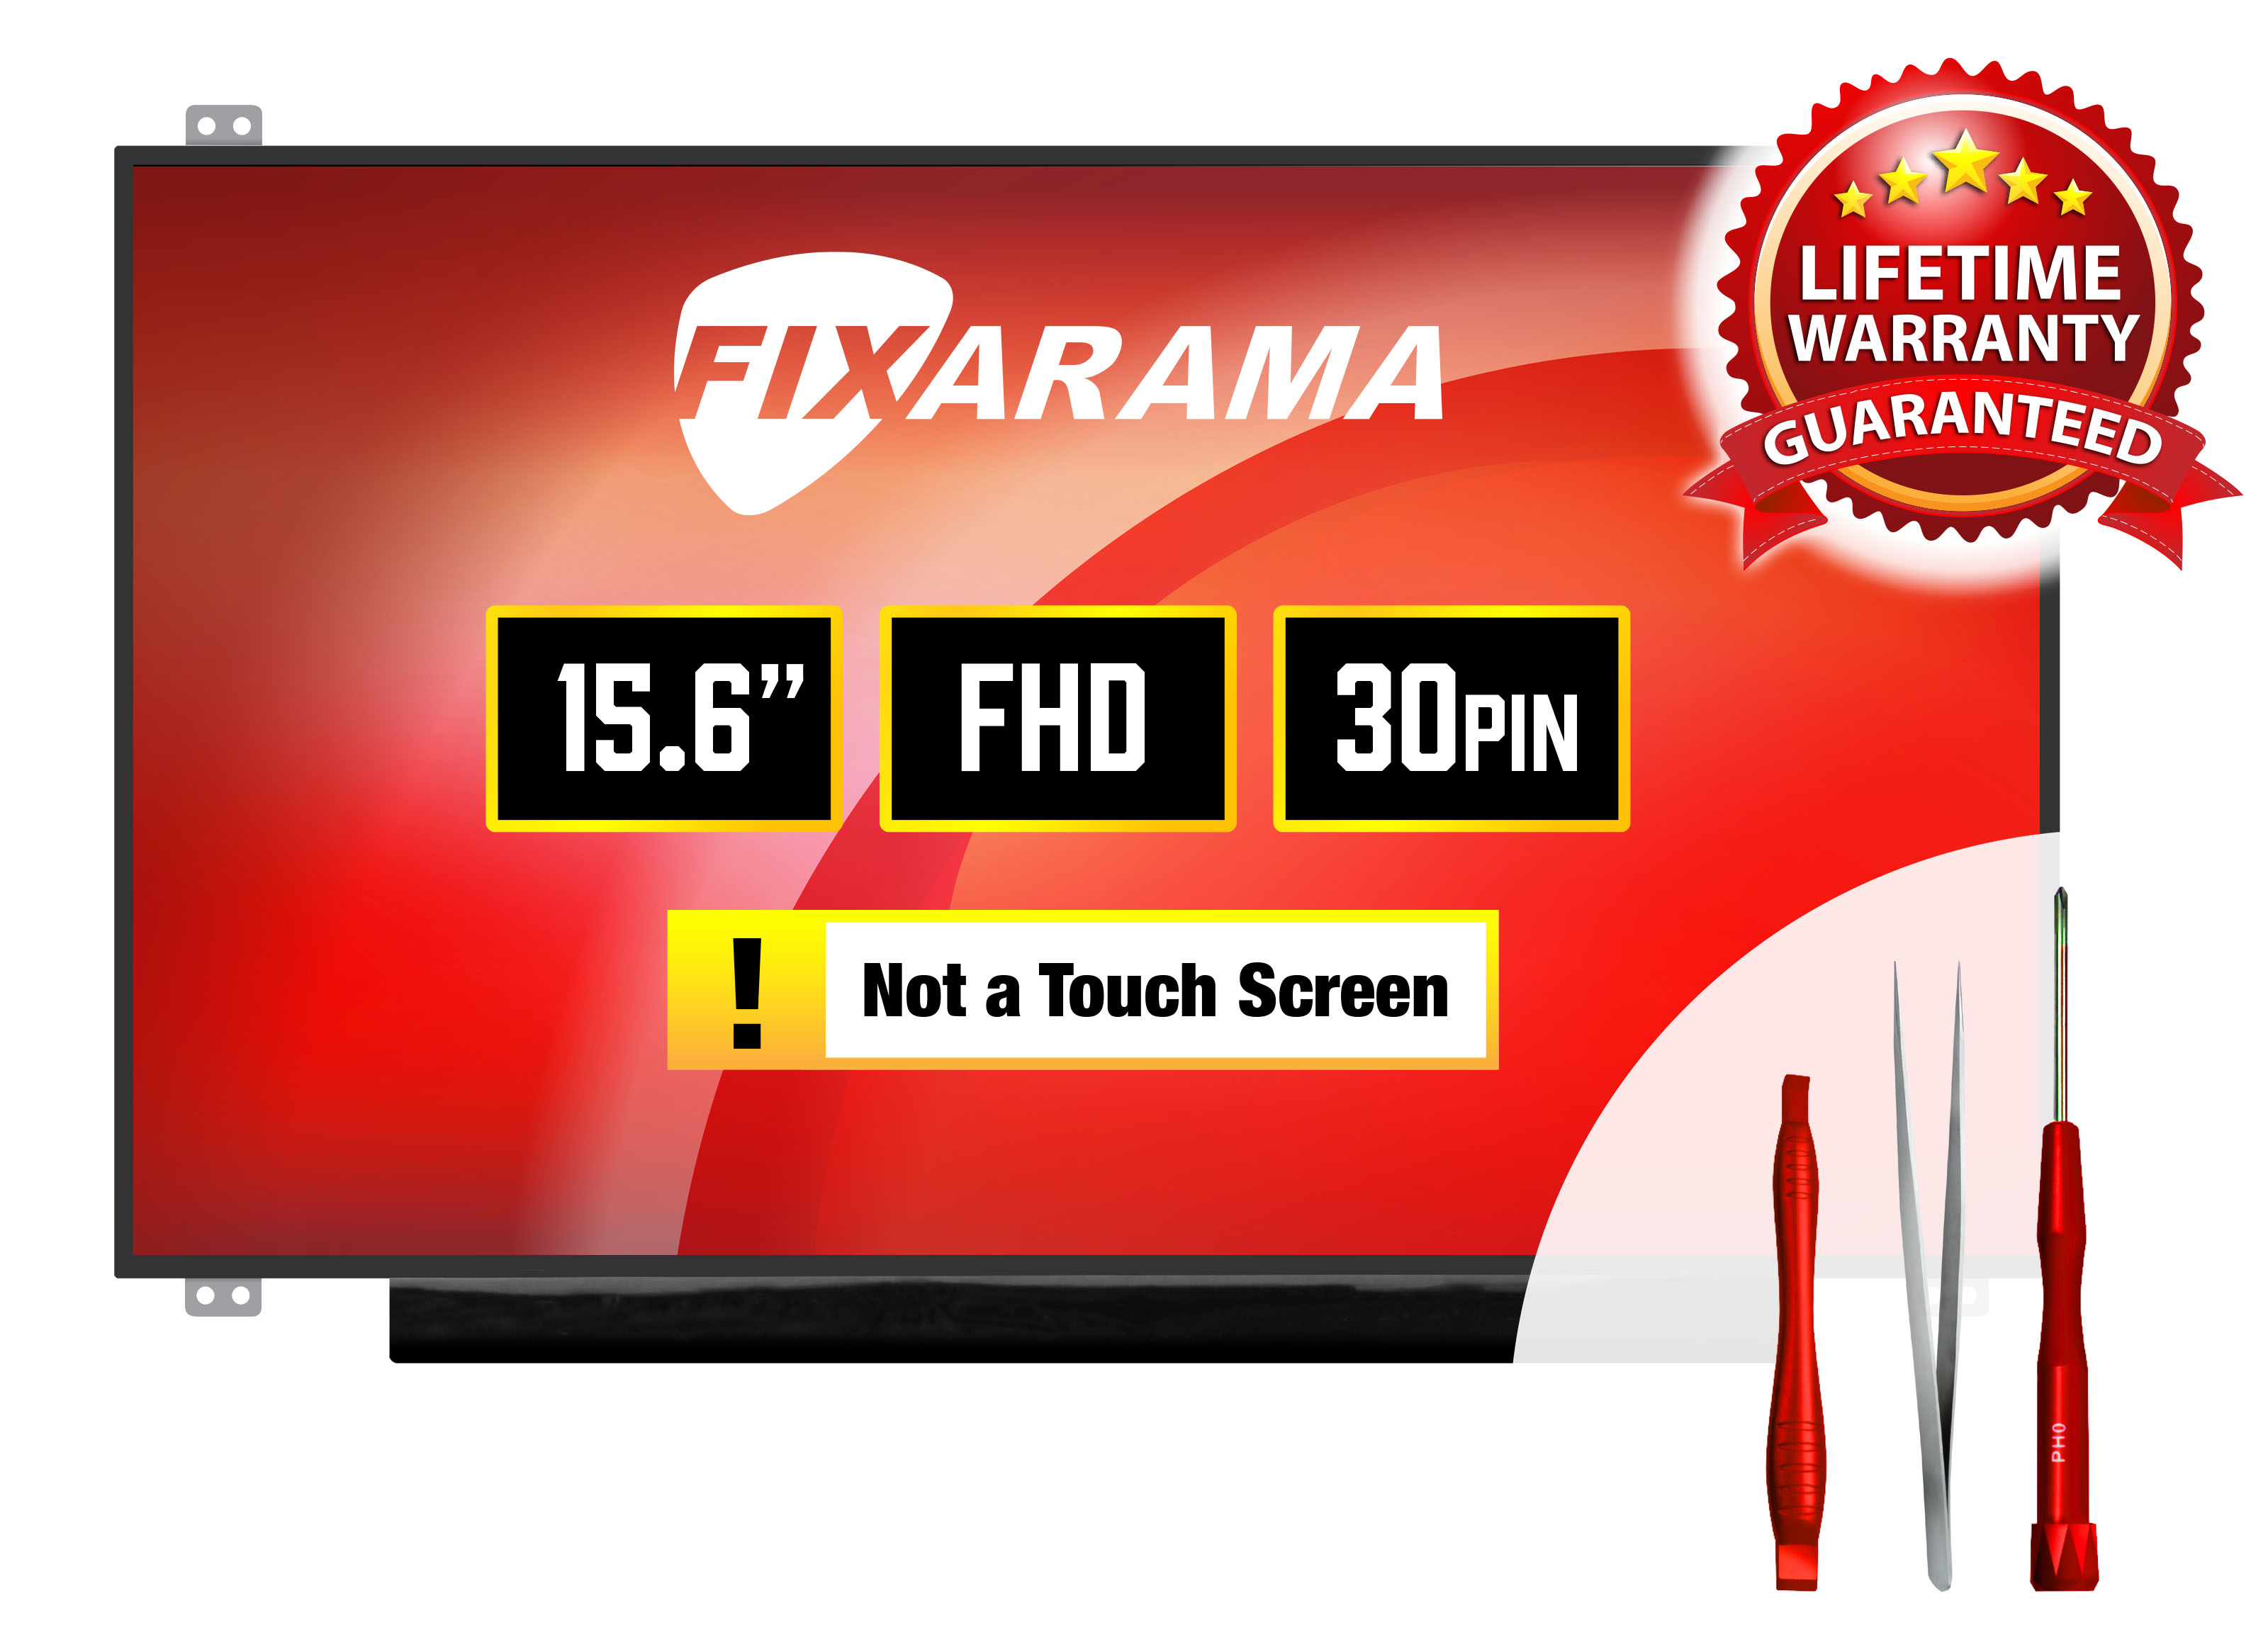 LIFETIME
WARRANTY
GUARANTEED
FIXARAMA
15.6”
FHD
30PIN
! Not a Touch Screen
PH0